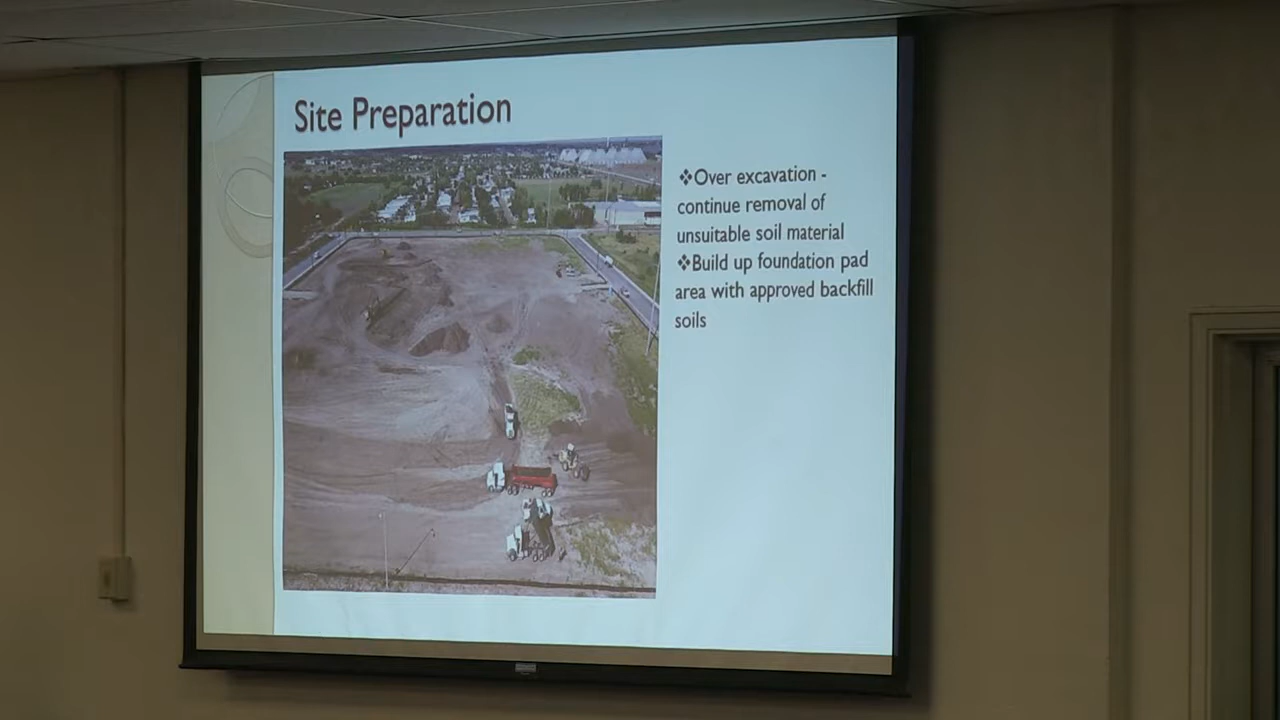 Site Preparation
❖Over excavation -
continue removal of
unsuitable soil material
❖Build up foundation pad
area with approved backfill
soils